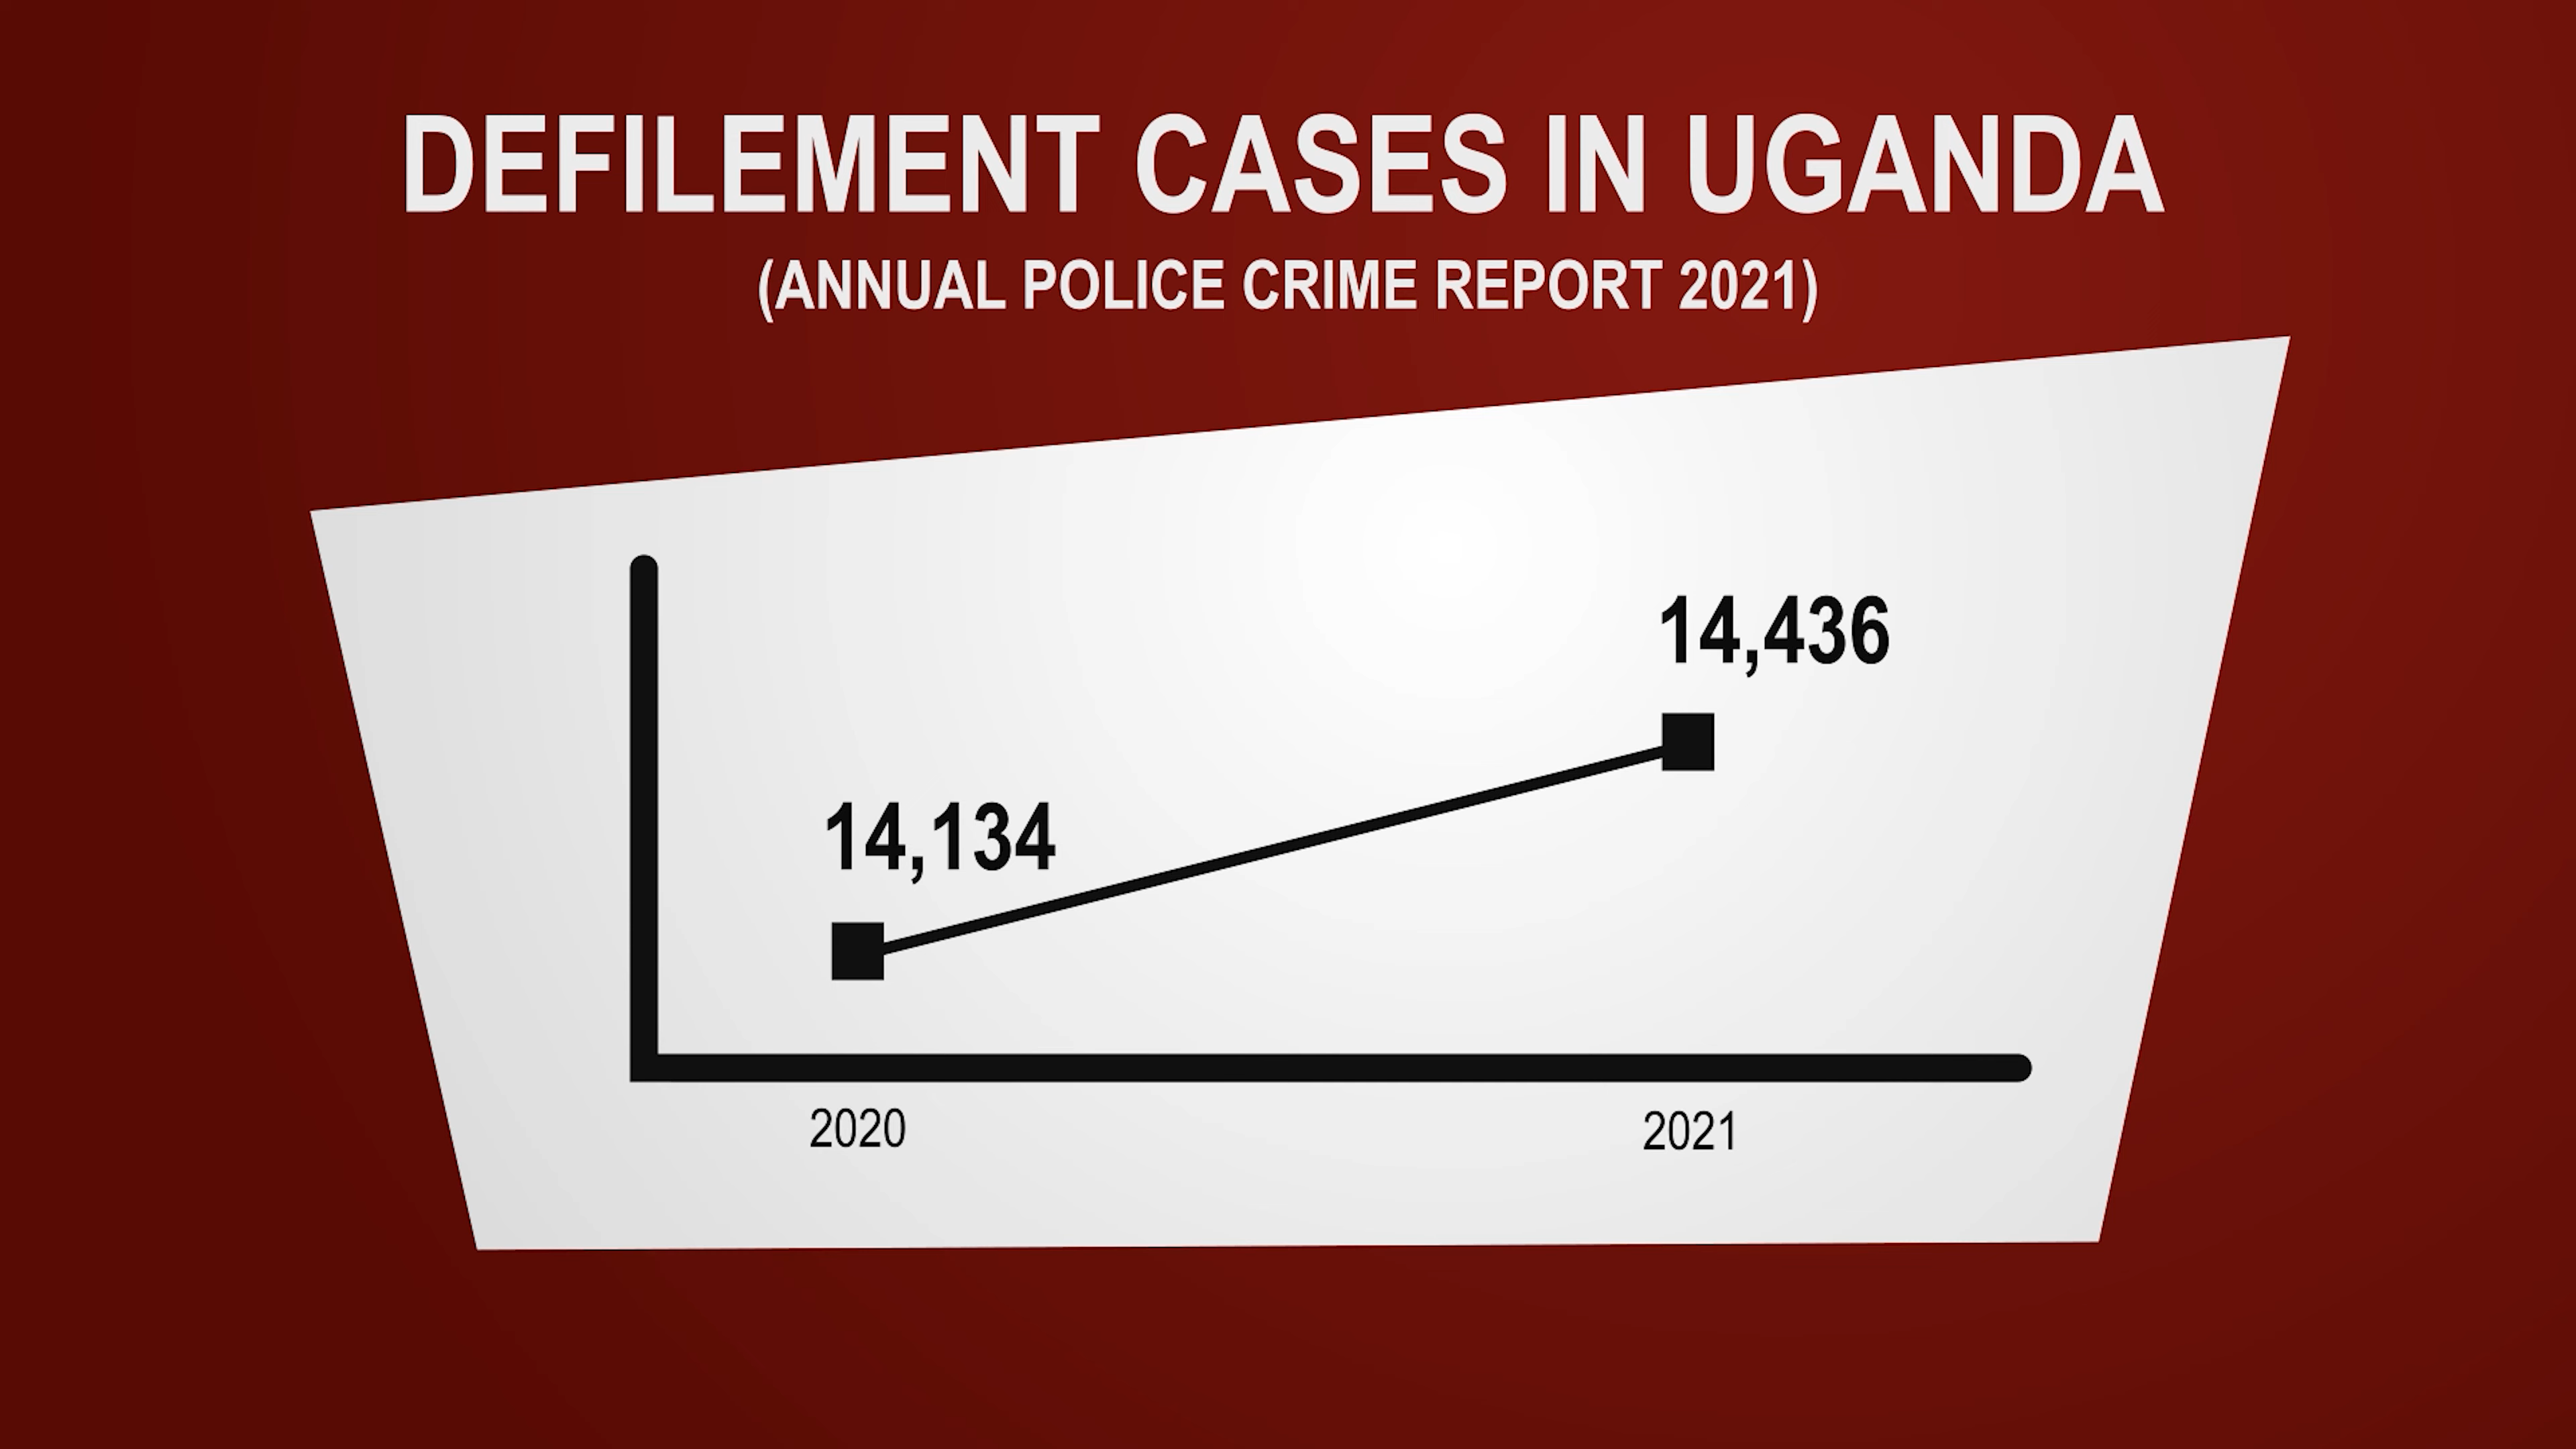 DEFILEMENT CASES IN UGANDA
(ANNUAL POLICE CRIME REPORT 2021)
14,436
14,134
2020 2021